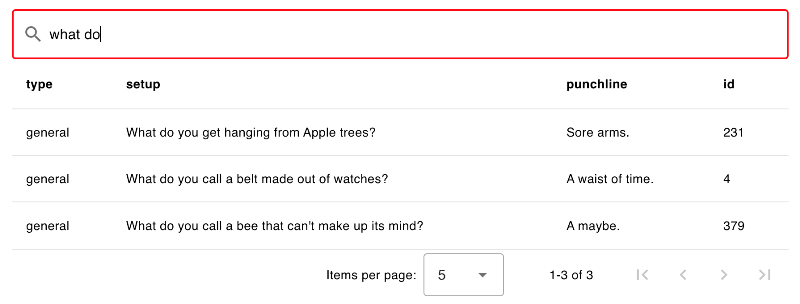 what do
type setup punchline id
general What do you get hanging from Apple trees? Sore arms. 231
general What do you call a belt made out of watches? A waist of time. 4
general What do you call a bee that can't make up its mind? A maybe. 379
Items per page: 5 1-3 of 3